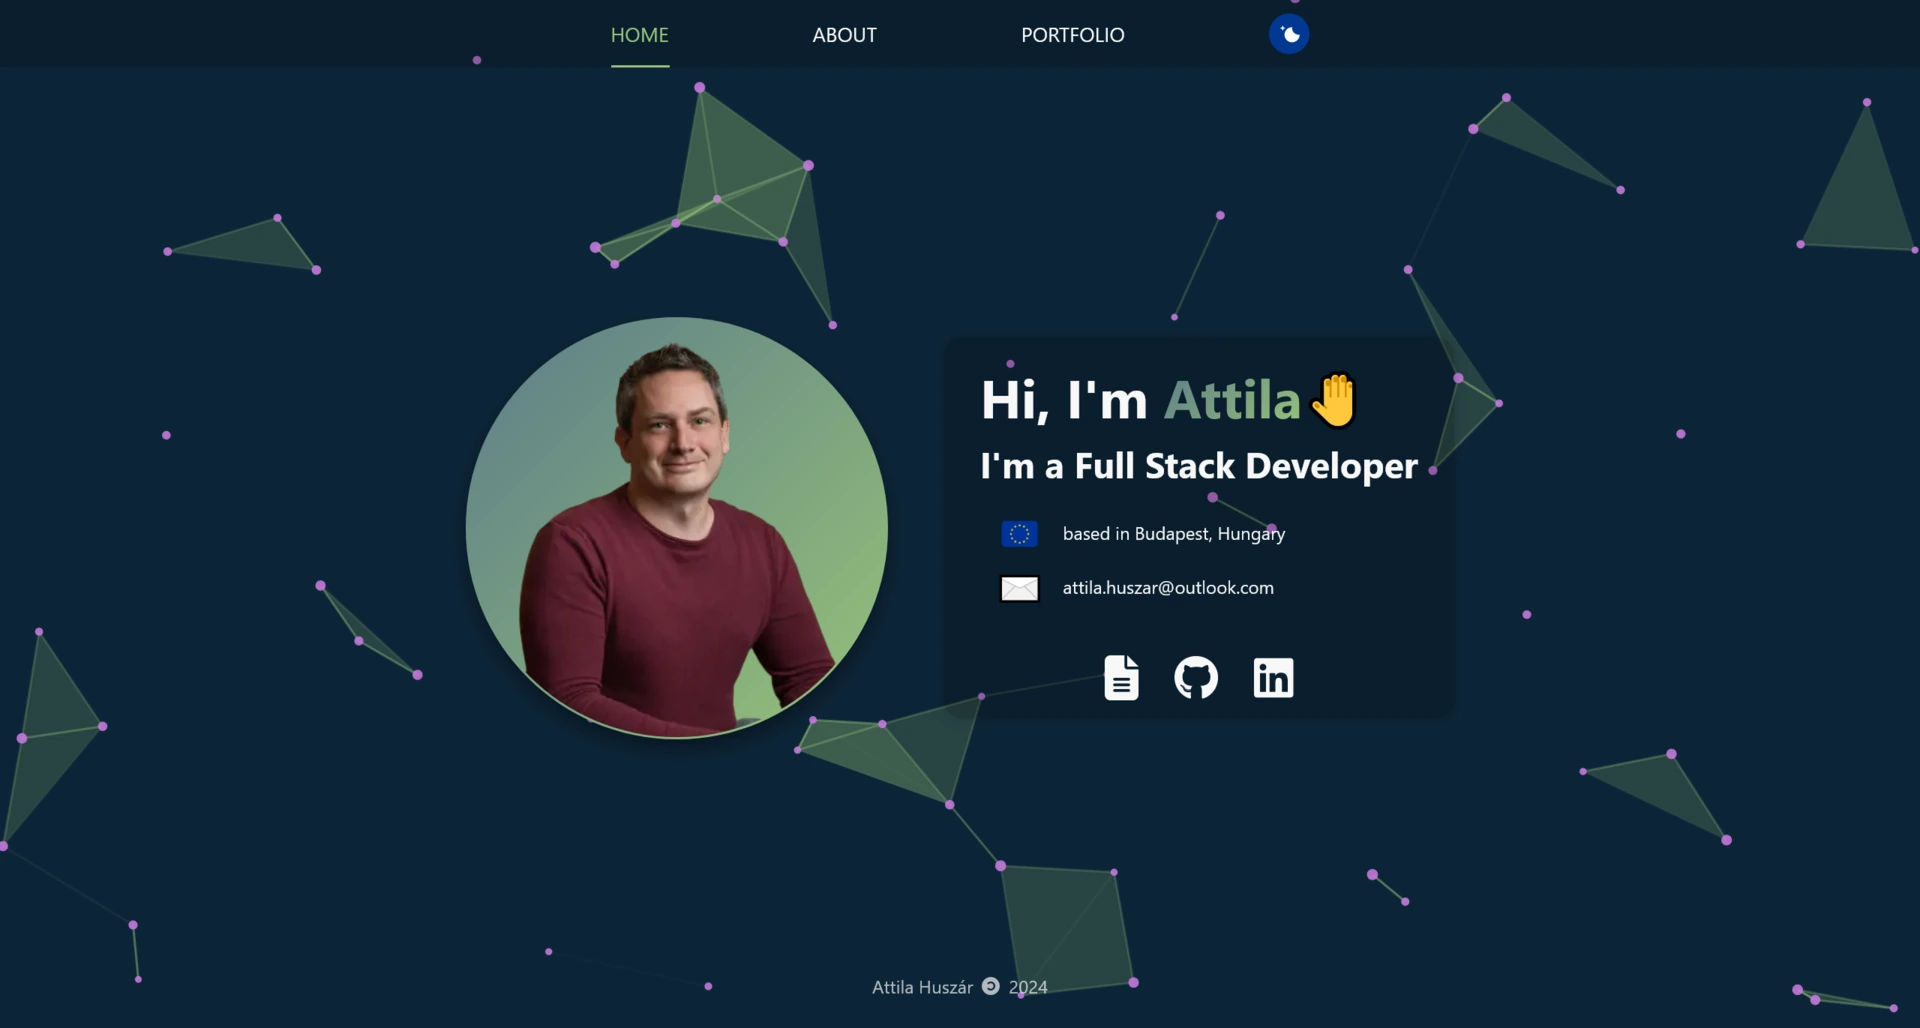 HOME
ABOUT
PORTFOLIO
Hi, I'm Attila🤚
I'm a Full Stack Developer
based in Budapest, Hungary
attila.huszar@outlook.com
in
Attila Huszár 🄯 2024